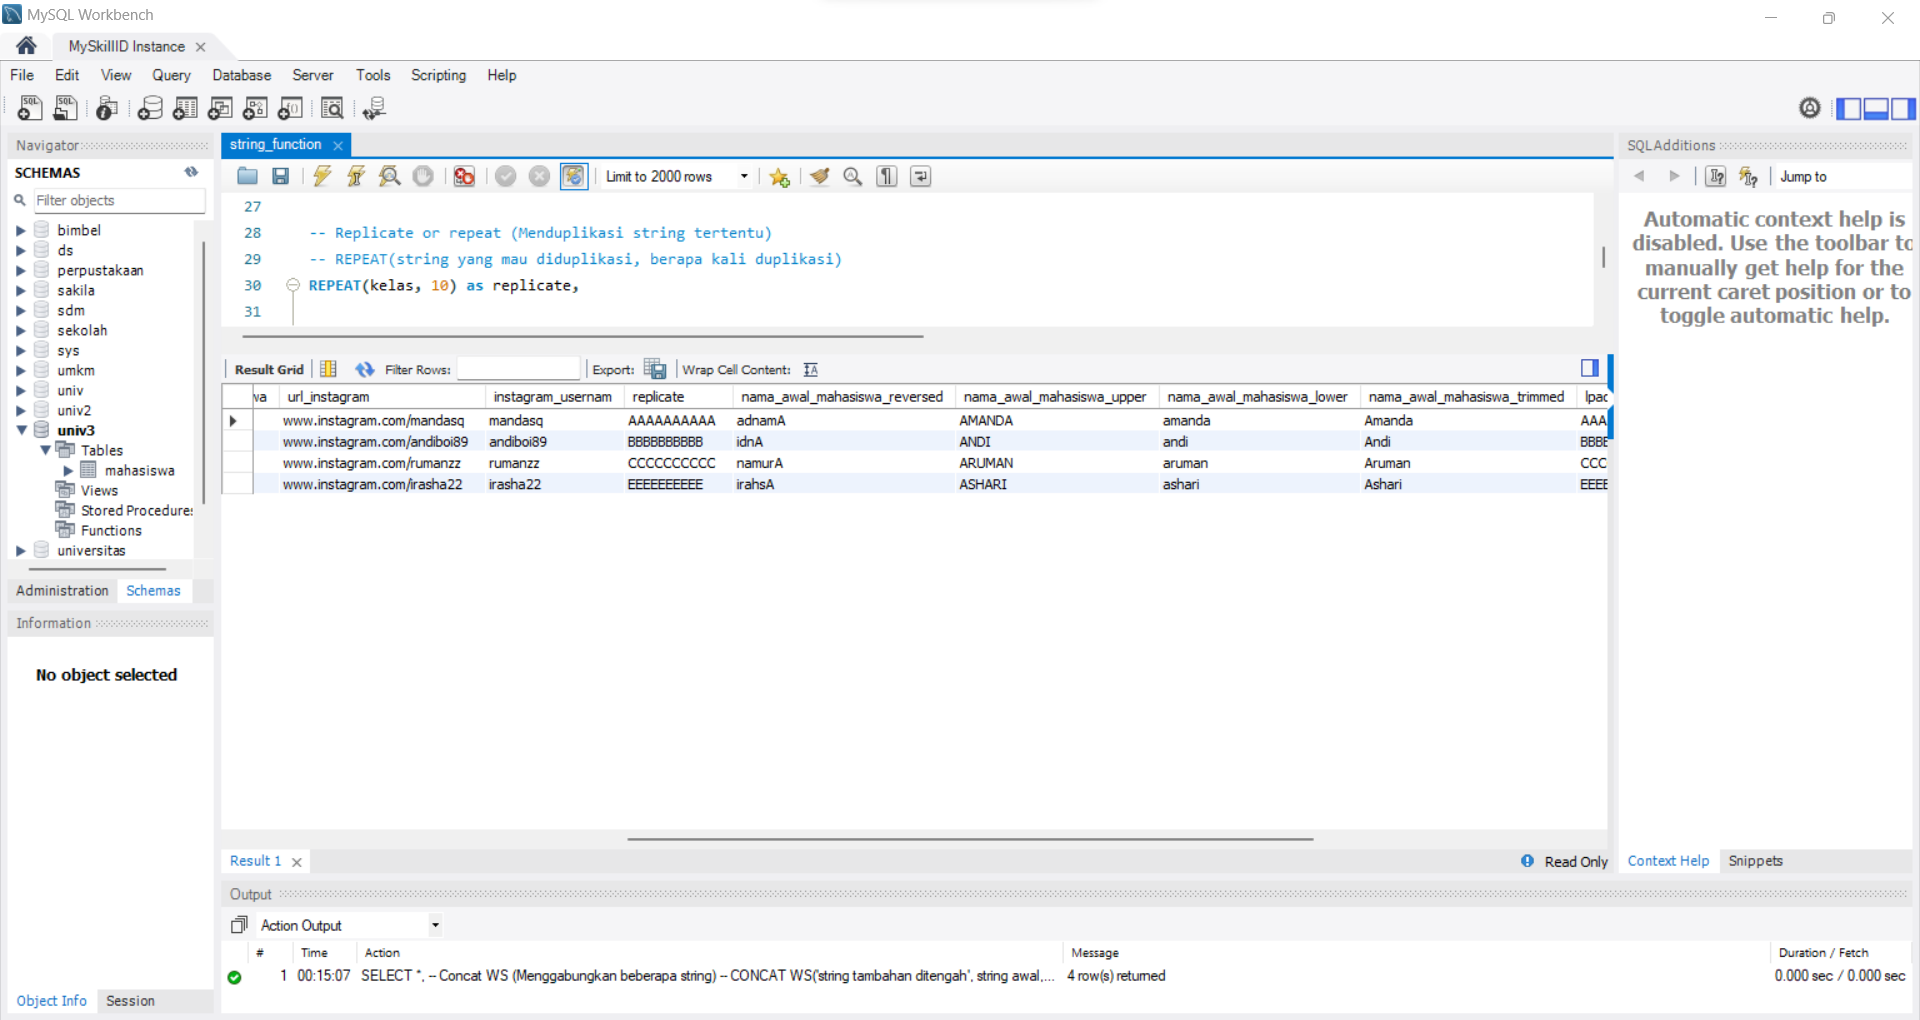 MySQL Workbench
MySkillID Instance
File Edit View Query Database Server Tools Scripting Help
Navigator
SCHEMAS
Filter objects
bimbel
ds
perpustakaan
sakila
sdm
sekolah
sys
umkm
univ
univ2
univ3
Tables
mahasiswa
Views
Stored Procedures
Functions
universitas
Administration Schemas
Information
No object selected
Object Info Session
string_function
Limit to 2000 rows
27
28 -- Replicate or repeat (Menduplikasi string tertentu)
29 -- REPEAT(string yang mau diduplikasi, berapa kali duplikasi)
30 REPEAT(kelas, 10) as replicate,
31
Result Grid Filter Rows: Export: Wrap Cell Content:
wa url_instagram instagram_usernam replicate nama_awal_mahasiswa_reversed nama_awal_mahasiswa_upper nama_awal_mahasiswa_lower nama_awal_mahasiswa_trimmed lpad
www.instagram.com/mandasq mandasq AAAAAAAAAA adnamA AMANDA amanda Amanda AAA
www.instagram.com/andiboi89 andiboi89 BBBBBBBBBB idnA ANDI andi Andi BBBB
www.instagram.com/rumanzz rumanzz CCCCCCCCCC namurA ARUMAN aruman Aruman CCC
www.instagram.com/irasha22 irasha22 EEEEEEEEEE irahsA ASHARI ashari Ashari EEEE
Result 1
Read Only
Output
Action Output
# Time Action Message Duration / Fetch
1 00:15:07 SELECT *, -- Concat WS (Menggabungkan beberapa string) -- CONCAT WS('string tambahan ditengah', string awal,... 4 row(s) returned 0.000 sec / 0.000 sec
SQLAdditions
Jump to
Automatic context help is
disabled. Use the toolbar to
manually get help for the
current caret position or to
toggle automatic help.
Context Help Snippets